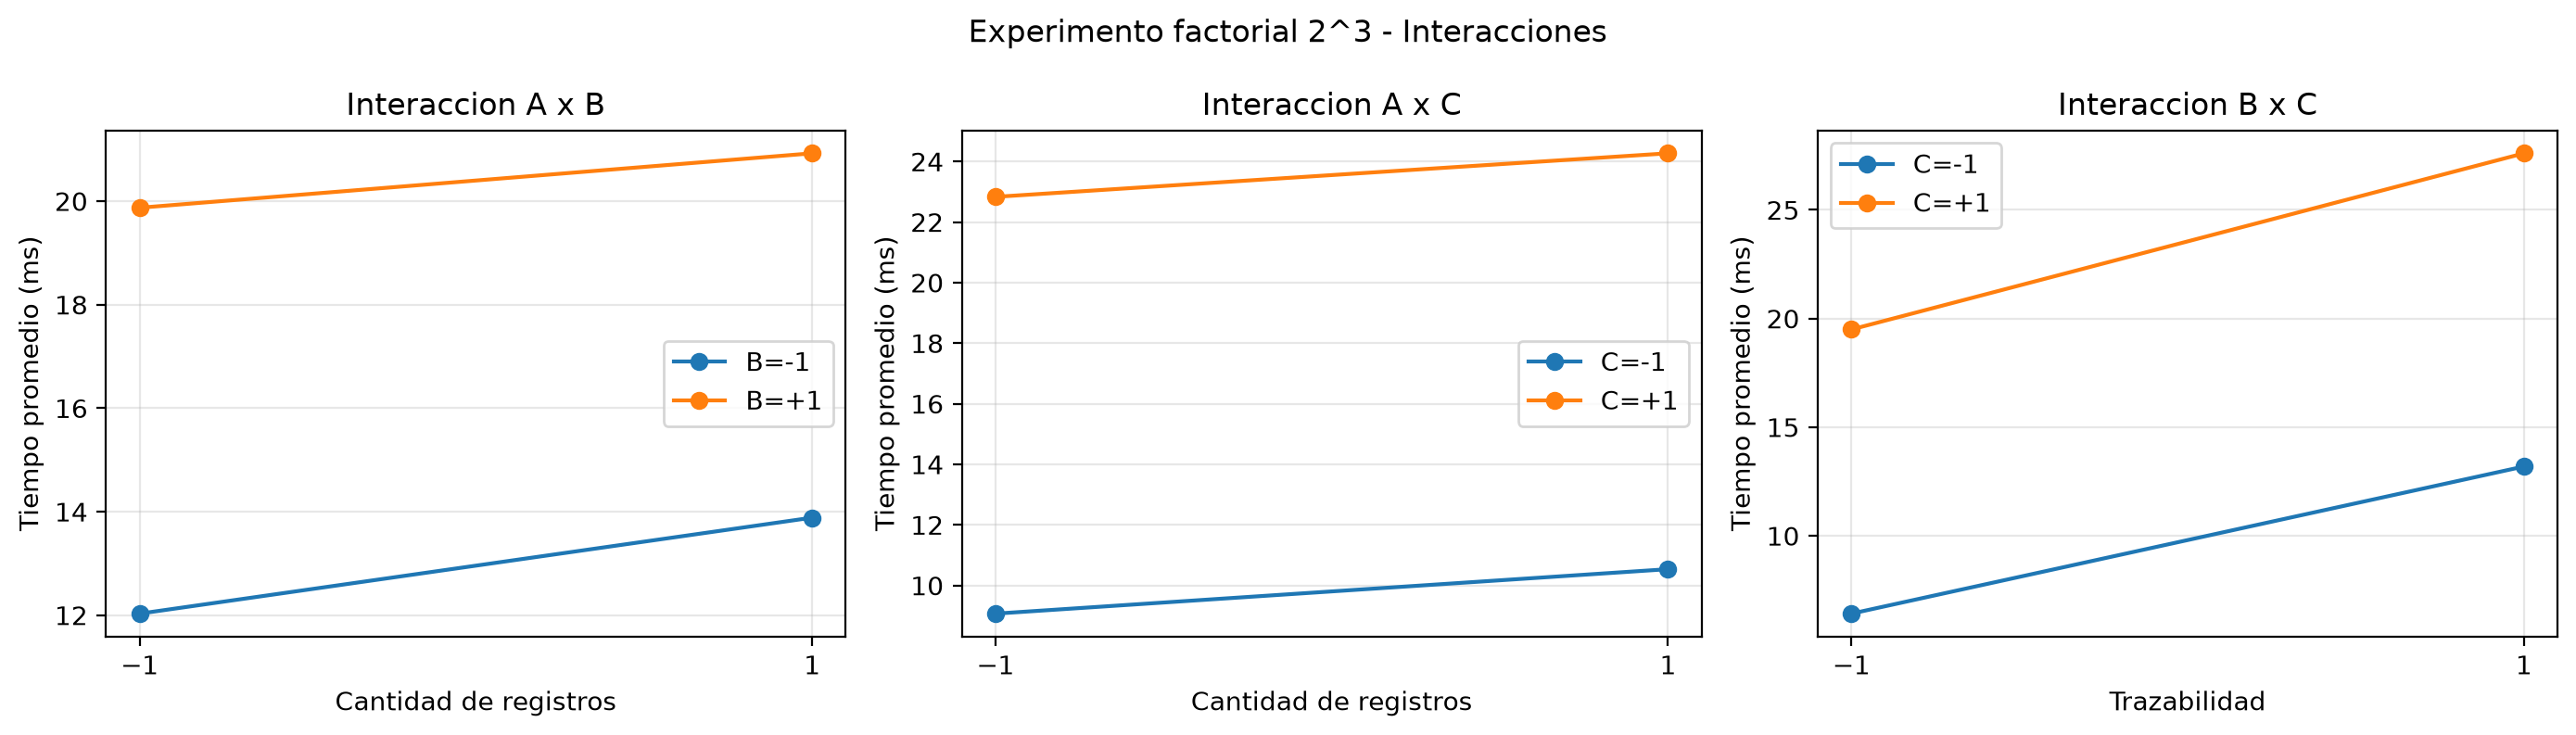 Experimento factorial 2^3 - Interacciones
Interaccion A x B
Tiempo promedio (ms)
20
18
16
14
12
B=-1
B=+1
−1
1
Cantidad de registros
Interaccion A x C
Tiempo promedio (ms)
24
22
20
18
16
14
12
10
C=-1
C=+1
−1
1
Cantidad de registros
Interaccion B x C
Tiempo promedio (ms)
25
20
15
10
C=-1
C=+1
−1
1
Trazabilidad